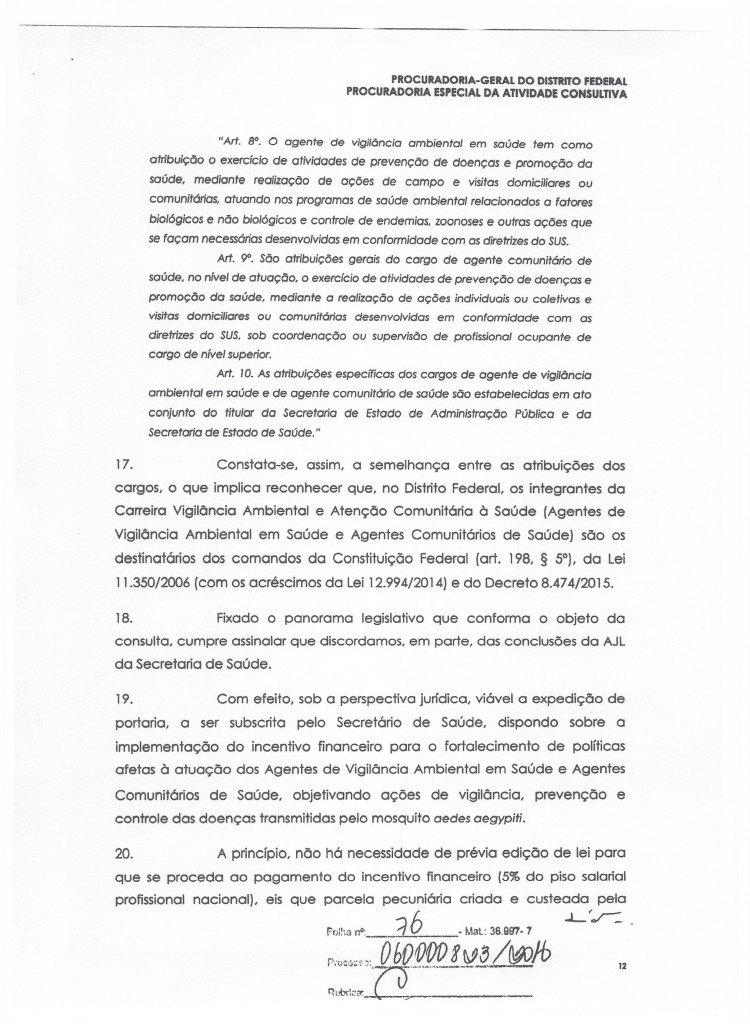 PROCURADORIA-GERAL DO DISTRITO FEDERAL
PROCURADORIA ESPECIAL DA ATIVIDADE CONSULTIVA
"Art. 8º. O agente de vigilância ambiental em saúde tem como
atribuição o exercício de atividades de prevenção de doenças e promoção da
saúde, mediante realização de ações de campo e visitas domiciliares ou
comunitárias, atuando nos programas de saúde ambiental relacionados a fatores
biológicos e não biológicos e controle de endemias, zoonoses e outras ações que
se façam necessárias desenvolvidas em conformidade com as diretrizes do SUS.
Art. 9º. São atribuições gerais do cargo de agente comunitário de
saúde, no nível de atuação, o exercício de atividades de prevenção de doenças e
promoção da saúde, mediante a realização de ações individuais ou coletivas e
visitas domiciliares ou comunitárias desenvolvidas em conformidade com as
diretrizes do SUS, sob coordenação ou supervisão de profissional ocupante de
cargo de nível superior.
Art. 10. As atribuições específicas dos cargos de agente de vigilância
ambiental em saúde e de agente comunitário de saúde são estabelecidas em ato
conjunto do titular da Secretaria de Estado de Administração Pública e da
Secretaria de Estado de Saúde."
17. Constata-se, assim, a semelhança entre as atribuições dos
cargos, o que implica reconhecer que, no Distrito Federal, os integrantes da
Carreira Vigilância Ambiental e Atenção Comunitária à Saúde (Agentes de
Vigilância Ambiental em Saúde e Agentes Comunitários de Saúde) são os
destinatários dos comandos da Constituição Federal (art. 198, § 5º), da Lei
11.350/2006 (com os acréscimos da Lei 12.994/2014) e do Decreto 8.474/2015.
18. Fixado o panorama legislativo que conforma o objeto da
consulta, cumpre assinalar que discordamos, em parte, das conclusões da AJL
da Secretaria de Saúde.
19. Com efeito, sob a perspectiva jurídica, viável a expedição de
portaria, a ser subscrita pelo Secretário de Saúde, dispondo sobre a
implementação do incentivo financeiro para o fortalecimento de políticas
afetas à atuação dos Agentes de Vigilância Ambiental em Saúde e Agentes
Comunitários de Saúde, objetivando ações de vigilância, prevenção e
controle das doenças transmitidas pelo mosquito aedes aegypiti.
20. A princípio, não há necessidade de prévia edição de lei para
que se proceda ao pagamento do incentivo financeiro (5% do piso salarial
profissional nacional), eis que parcela pecuniária criada e custeada pela
Folha nº: 76 - Mat.: 36.997-7
Processo:
12
Rubrica: